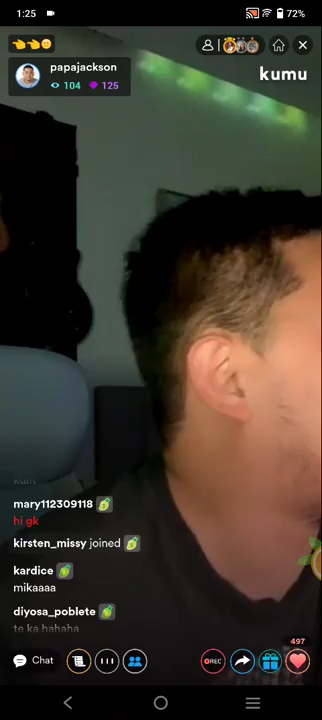 1:25
72%
papajackson
104 125
kumu
mary112309118
hi gk
kirsten_missy joined
kardice
mikaaaa
diyosa_poblete
te ka hahaha
497
Chat
REC